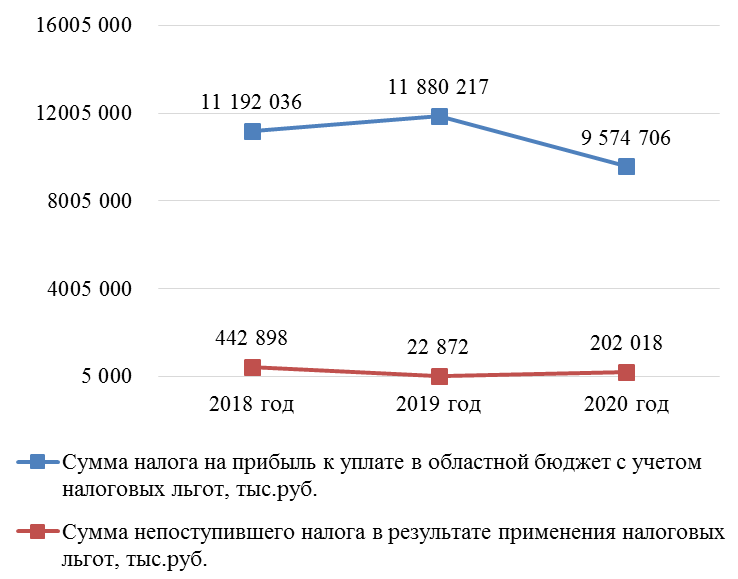 16005 000
12005 000
8005 000
4005 000
5 000
11 192 036
11 880 217
9 574 706
442 898
22 872
202 018
2018 год
2019 год
2020 год
Сумма налога на прибыль к уплате в областной бюджет с учетом
налоговых льгот, тыс.руб.
Сумма непоступившего налога в результате применения налоговых
льгот, тыс.руб.